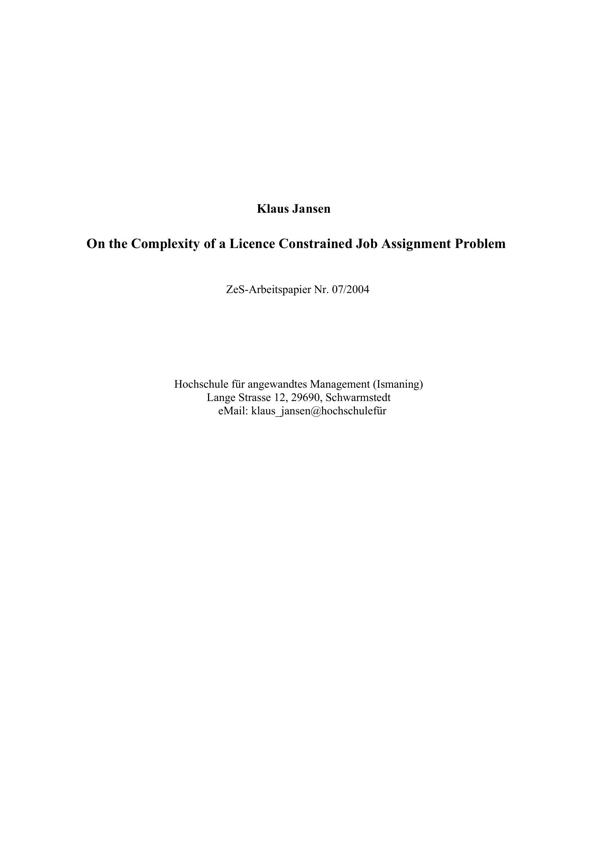 Klaus Jansen
On the Complexity of a Licence Constrained Job Assignment Problem
ZeS-Arbeitspapier Nr. 07/2004
Hochschule für angewandtes Management (Ismaning)
Lange Strasse 12, 29690, Schwarmstedt
eMail: klaus_jansen@hochschulefür